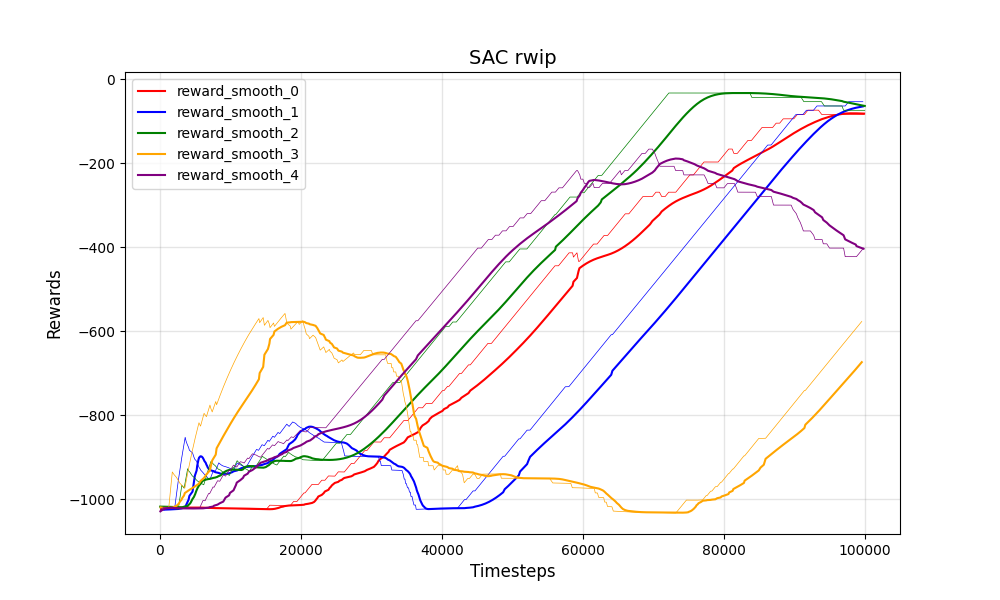 SAC rwip
reward_smooth_0
reward_smooth_1
reward_smooth_2
reward_smooth_3
reward_smooth_4
Rewards
0
−200
−400
−600
−800
−1000
0 20000 40000 60000 80000 100000
Timesteps